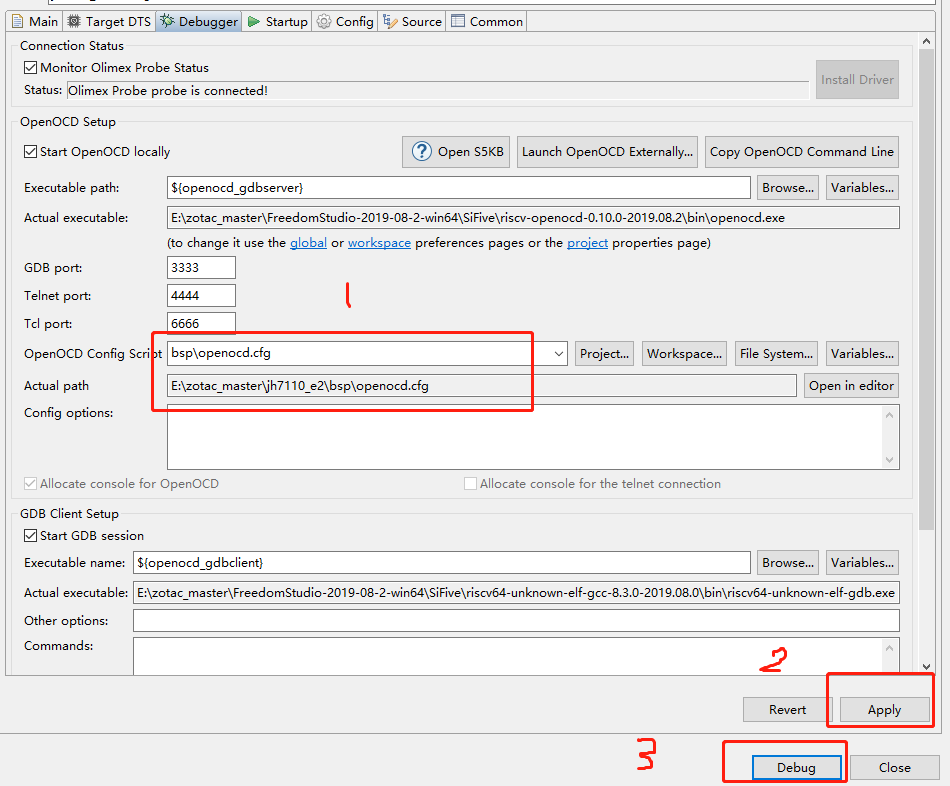 Main Target DTS Debugger Startup Config Source Common
Connection Status
Monitor Olimex Probe Status
Status: Olimex Probe probe is connected!
Install Driver
OpenOCD Setup
Start OpenOCD locally
Open S5KB Launch OpenOCD Externally... Copy OpenOCD Command Line
Executable path: ${openocd_gdbserver} Browse... Variables...
Actual executable: E:\zotac_master\FreedomStudio-2019-08-2-win64\SiFive\riscv-openocd-0.10.0-2019.08.2\bin\openocd.exe
(to change it use the global or workspace preferences pages or the project properties page)
GDB port: 3333
Telnet port: 4444
1
Tcl port: 6666
OpenOCD Config Script bsp\openocd.cfg Project... Workspace... File System... Variables...
Actual path E:\zotac_master\jh7110_e2\bsp\openocd.cfg Open in editor
Config options:
Allocate console for OpenOCD Allocate console for the telnet connection
GDB Client Setup
Start GDB session
Executable name: ${openocd_gdbclient} Browse... Variables...
Actual executable: E:\zotac_master\FreedomStudio-2019-08-2-win64\SiFive\riscv64-unknown-elf-gcc-8.3.0-2019.08.0\bin\riscv64-unknown-elf-gdb.exe
Other options:
Commands:
2
Revert Apply
3
Debug Close